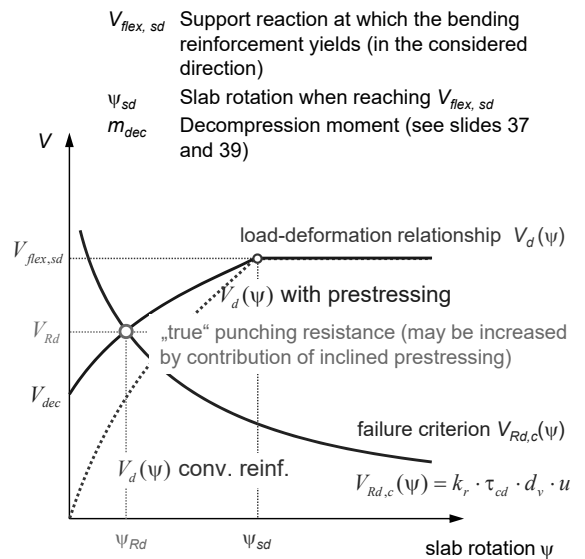 V_flex, sd Support reaction at which the bending
reinforcement yields (in the considered
direction)
ψ_sd Slab rotation when reaching V_flex, sd
m_dec Decompression moment (see slides 37
and 39)
V
load-deformation relationship V_d(ψ)
V_flex,sd
V_d(ψ) with prestressing
V_Rd
„true“ punching resistance (may be increased
by contribution of inclined prestressing)
V_dec
failure criterion V_Rd,c(ψ)
V_d(ψ) conv. reinf.
V_Rd,c(ψ) = k_r · τ_cd · d_v · u
ψ_Rd
ψ_sd
slab rotation ψ